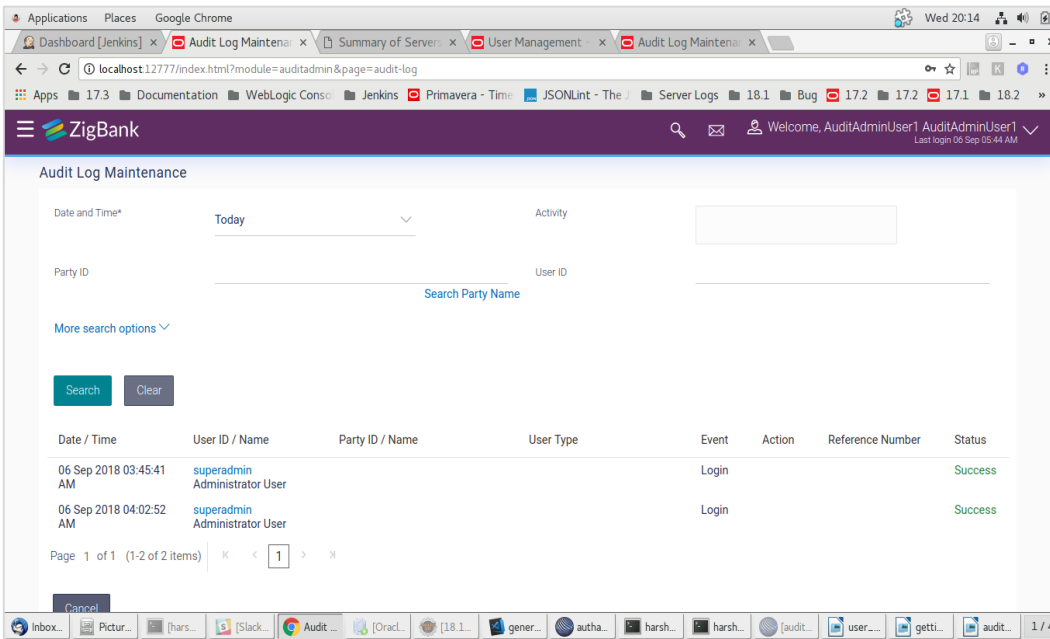 Applications Places Google Chrome Wed 20:14
Dashboard [Jenkins] Audit Log Maintenan Summary of Servers User Management - Audit Log Maintenan
localhost:12777/index.html?module=auditadmin&page=audit-log
Apps 17.3 Documentation WebLogic Conso Jenkins Primavera - Time JSONLint - The J Server Logs 18.1 Bug 17.2 17.2 17.1 18.2 »
ZigBank Welcome, AuditAdminUser1 AuditAdminUser1
Last login 06 Sep 05:44 AM
Audit Log Maintenance
Date and Time* Today Activity
Party ID User ID
Search Party Name
More search options
Search Clear
Date / Time User ID / Name Party ID / Name User Type Event Action Reference Number Status
06 Sep 2018 03:45:41 superadmin Login Success
AM Administrator User
06 Sep 2018 04:02:52 superadmin Login Success
AM Administrator User
Page 1 of 1 (1-2 of 2 items) 1
Cancel
Inbox... Pictur... [hars... [Slack... Audit ... [Oracl... [18.1... gener... autha... harsh... harsh... [audit... user_... getti... audit... 1 / 4